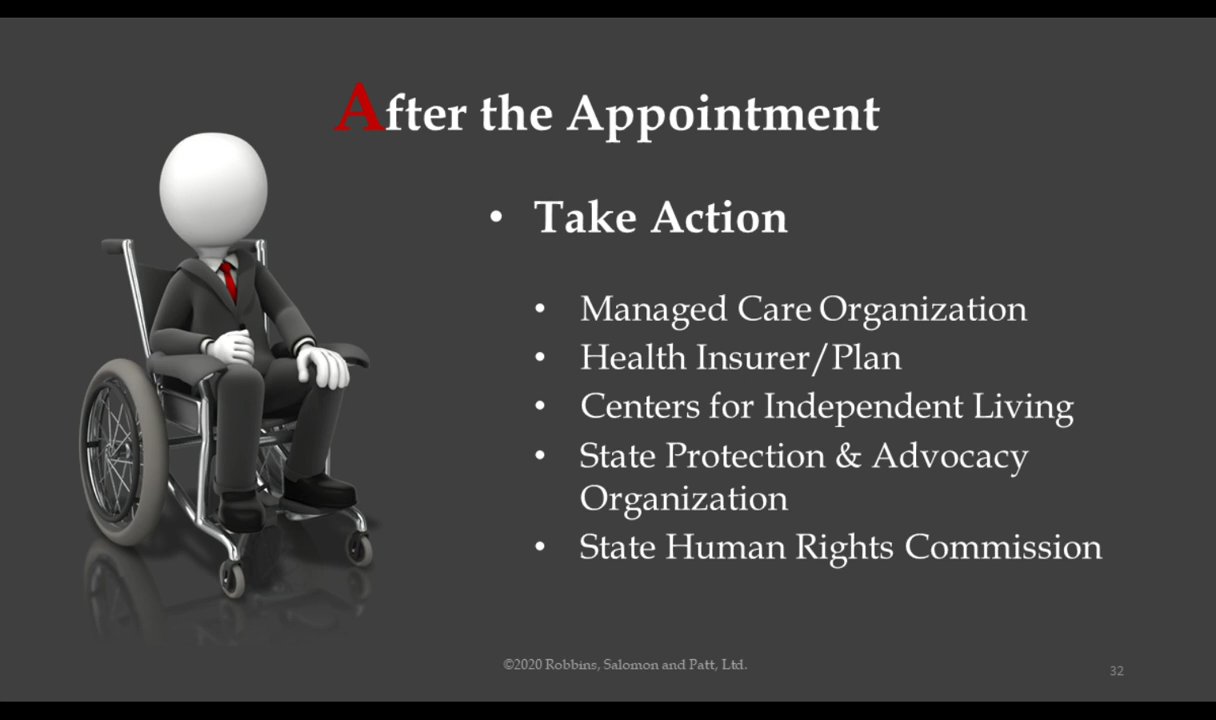 After the Appointment
• Take Action
• Managed Care Organization
• Health Insurer/Plan
• Centers for Independent Living
• State Protection & Advocacy
Organization
• State Human Rights Commission
©2020 Robbins, Salomon and Patt, Ltd.
32